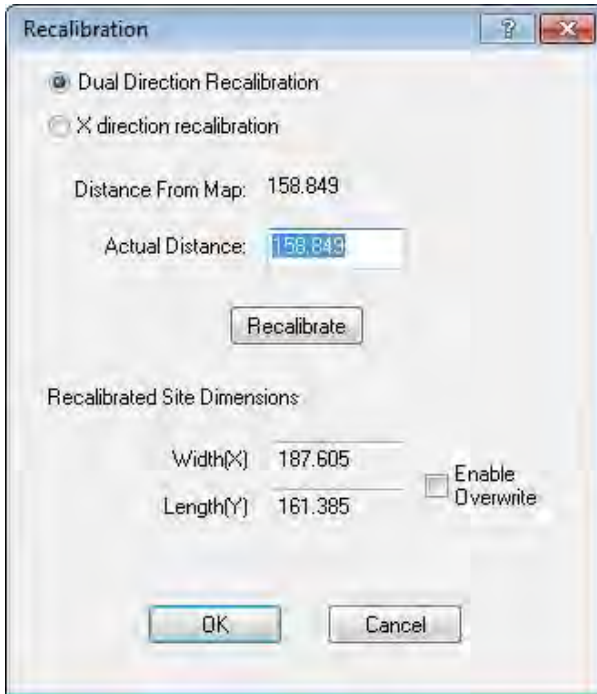 Recalibration
Dual Direction Recalibration
X direction recalibration
Distance From Map: 158.849
Actual Distance: 158.849
Recalibrate
Recalibrated Site Dimensions
Width(X) 187.605
Length(Y) 161.385
Enable
Overwrite
OK Cancel